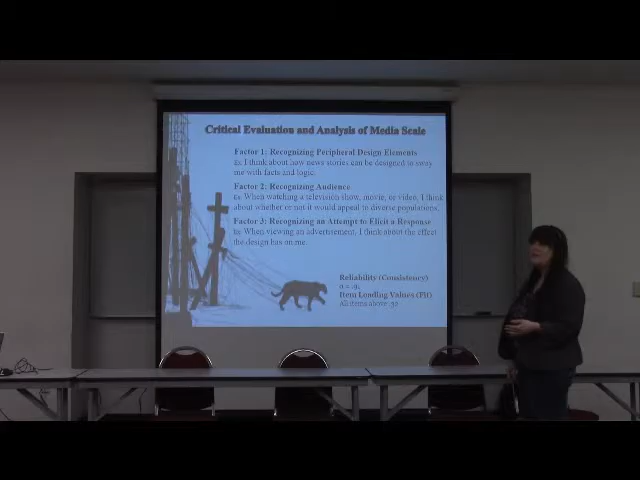 Critical Evaluation and Analysis of Media Scale
Factor 1: Recognizing Peripheral Design Elements
Ex: I think about how news stories can be designed to sway
me with facts and logic.
Factor 2: Recognizing Audience
Ex: When watching a television show, movie, or video, I think
about whether or not it would appeal to diverse populations.
Factor 3: Recognizing an Attempt to Elicit a Response
Ex: When viewing an advertisement, I think about the effect
the design has on me.
Reliability (Consistency)
α = .91
Item Loading Values (Fit)
All items above .32